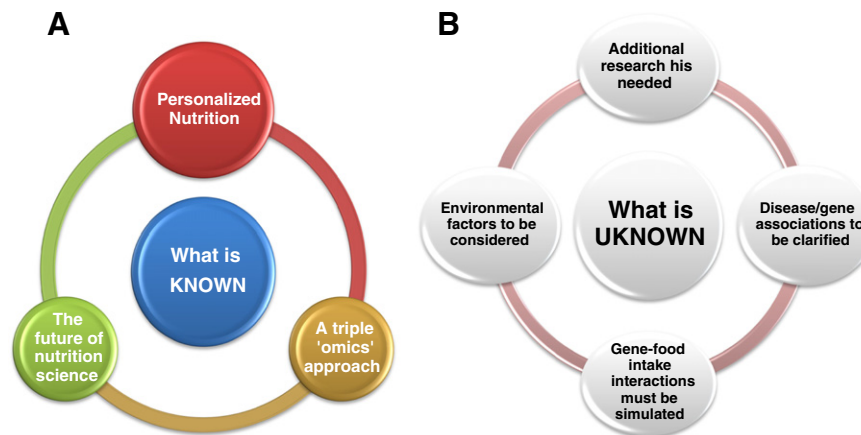 A
Personalized
Nutrition
What is
KNOWN
The
future of
nutrition
science
A triple
'omics'
approach
B
Additional
research his
needed
Environmental
factors to be
considered
What is
UKNOWN
Disease/gene
associations to
be clarified
Gene-food
intake
interactions
must be
simulated